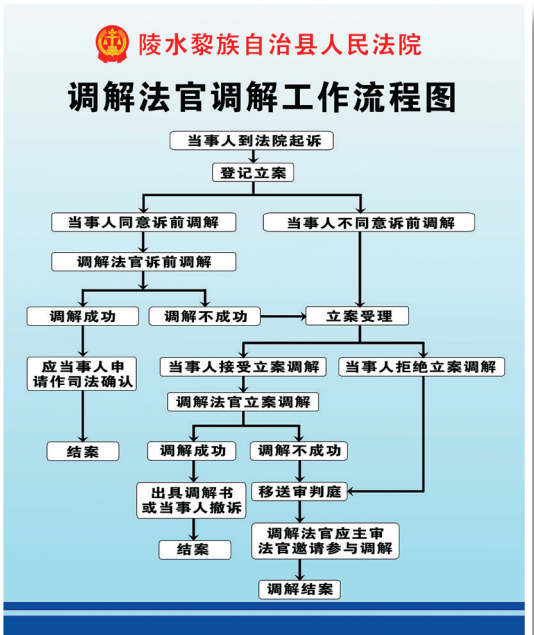 陵水黎族自治县人民法院
调解法官调解工作流程图
当事人到法院起诉
登记立案
当事人同意诉前调解
当事人不同意诉前调解
调解法官诉前调解
调解成功
调解不成功
立案受理
应当事人申
请作司法确认
当事人接受立案调解
当事人拒绝立案调解
调解法官立案调解
结案
调解成功
调解不成功
出具调解书
或当事人撤诉
移送审判庭
结案
调解法官应主审
法官邀请参与调解
调解结案